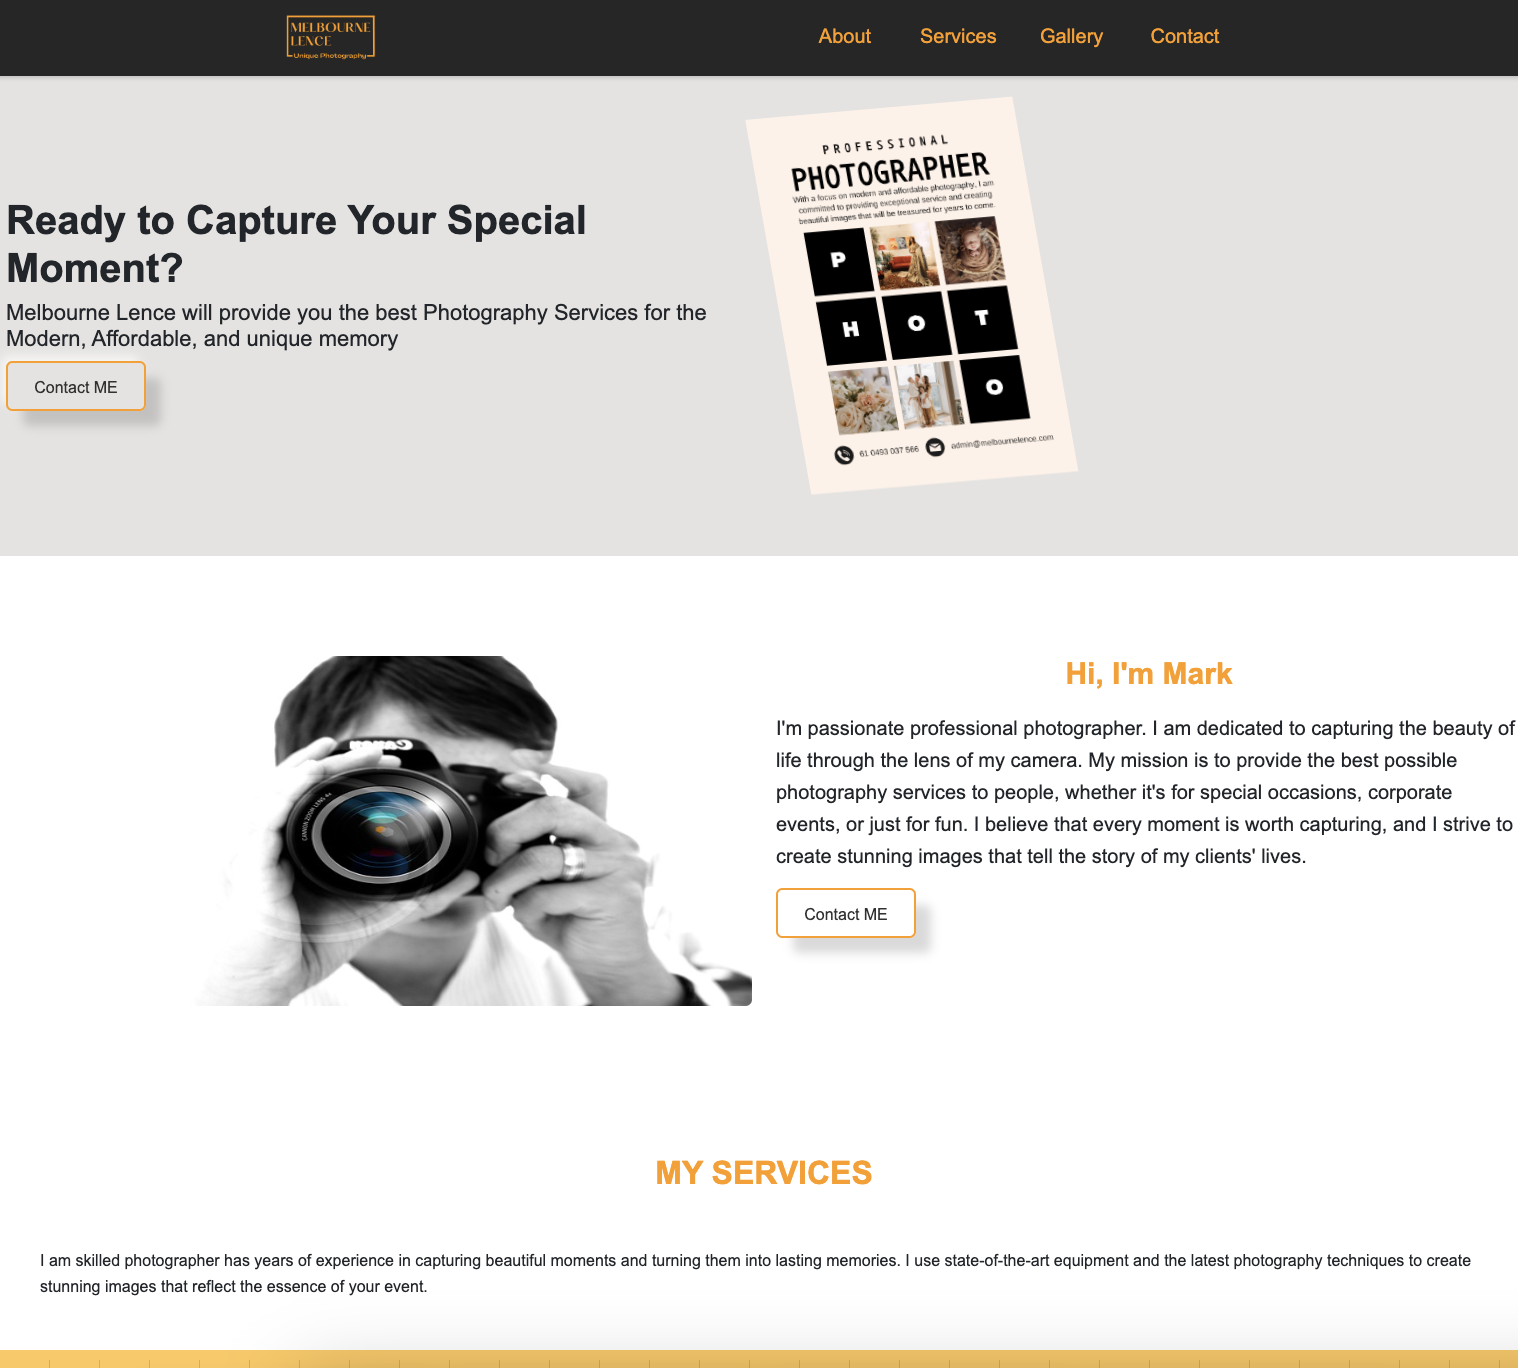 MELBOURNE
LENCE
Unique Photography
About Services Gallery Contact
Ready to Capture Your Special
Moment?
Melbourne Lence will provide you the best Photography Services for the
Modern, Affordable, and unique memory
Contact ME
PROFESSIONAL
PHOTOGRAPHER
With a focus on modern and affordable photography, I am
committed to providing exceptional service and creating
beautiful images that will be treasured for years to come.
P
H O T
O
61 0493 037 566 admin@melbournelence.com
Canon
CANON ZOOM LENS
Hi, I'm Mark
I'm passionate professional photographer. I am dedicated to capturing the beauty of
life through the lens of my camera. My mission is to provide the best possible
photography services to people, whether it's for special occasions, corporate
events, or just for fun. I believe that every moment is worth capturing, and I strive to
create stunning images that tell the story of my clients' lives.
Contact ME
MY SERVICES
I am skilled photographer has years of experience in capturing beautiful moments and turning them into lasting memories. I use state-of-the-art equipment and the latest photography techniques to create
stunning images that reflect the essence of your event.